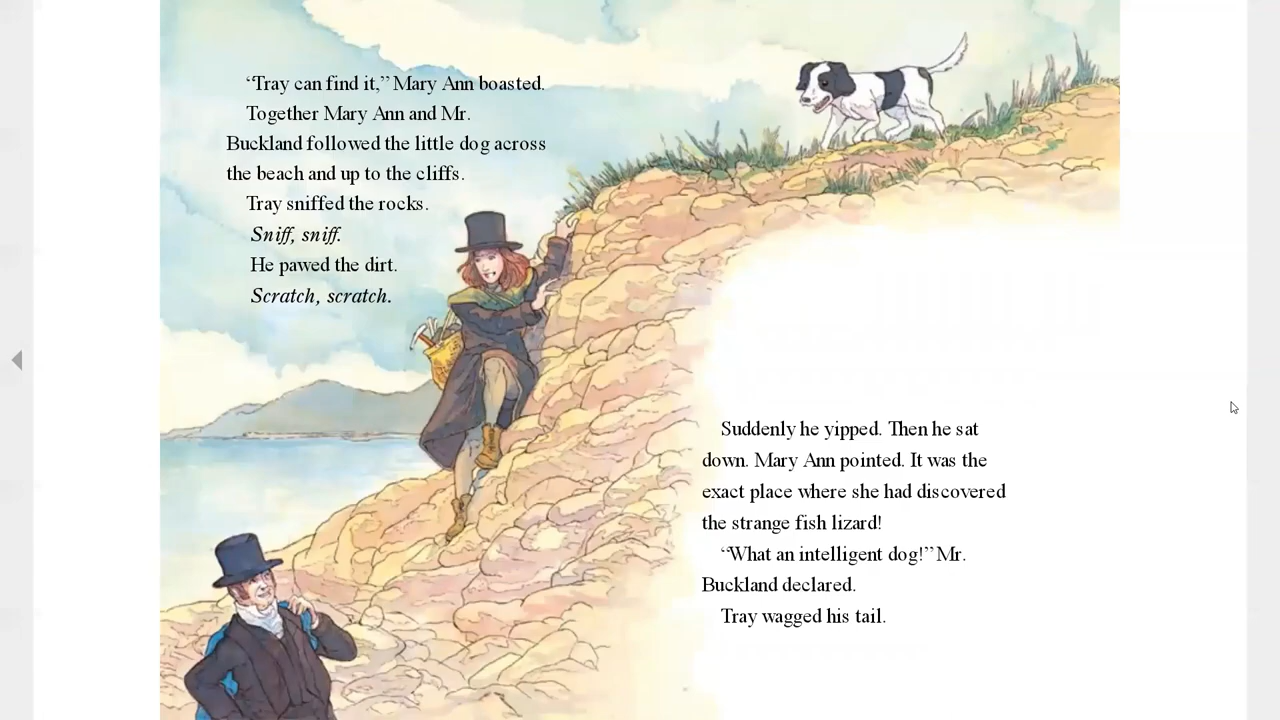 “Tray can find it,” Mary Ann boasted.
Together Mary Ann and Mr.
Buckland followed the little dog across
the beach and up to the cliffs.
Tray sniffed the rocks.
Sniff, sniff.
He pawed the dirt.
Scratch, scratch.
Suddenly he yipped. Then he sat
down. Mary Ann pointed. It was the
exact place where she had discovered
the strange fish lizard!
“What an intelligent dog!” Mr.
Buckland declared.
Tray wagged his tail.